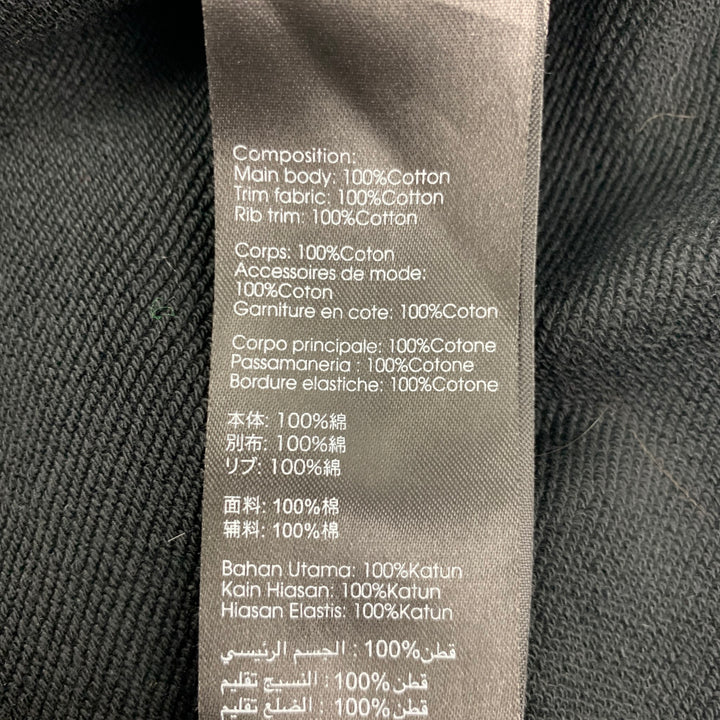 Composition:
Main body: 100%Cotton
Trim fabric: 100%Cotton
Rib trim: 100%Cotton
Corps: 100%Coton
Accessoires de mode:
100%Coton
Garniture en cote: 100%Coton
Corpo principale: 100%Cotone
Passamaneria : 100%Cotone
Bordure elastiche: 100%Cotone
本体: 100%綿
別布: 100%綿
リブ: 100%綿
面料: 100%棉
辅料: 100%棉
Bahan Utama: 100%Katun
Kain Hiasan: 100%Katun
Hiasan Elastis: 100%Katun
قطن%100 : الجسم الرئيسي
قطن%100 : النسيج تقليم
قطن%100 : الضلع تقليم